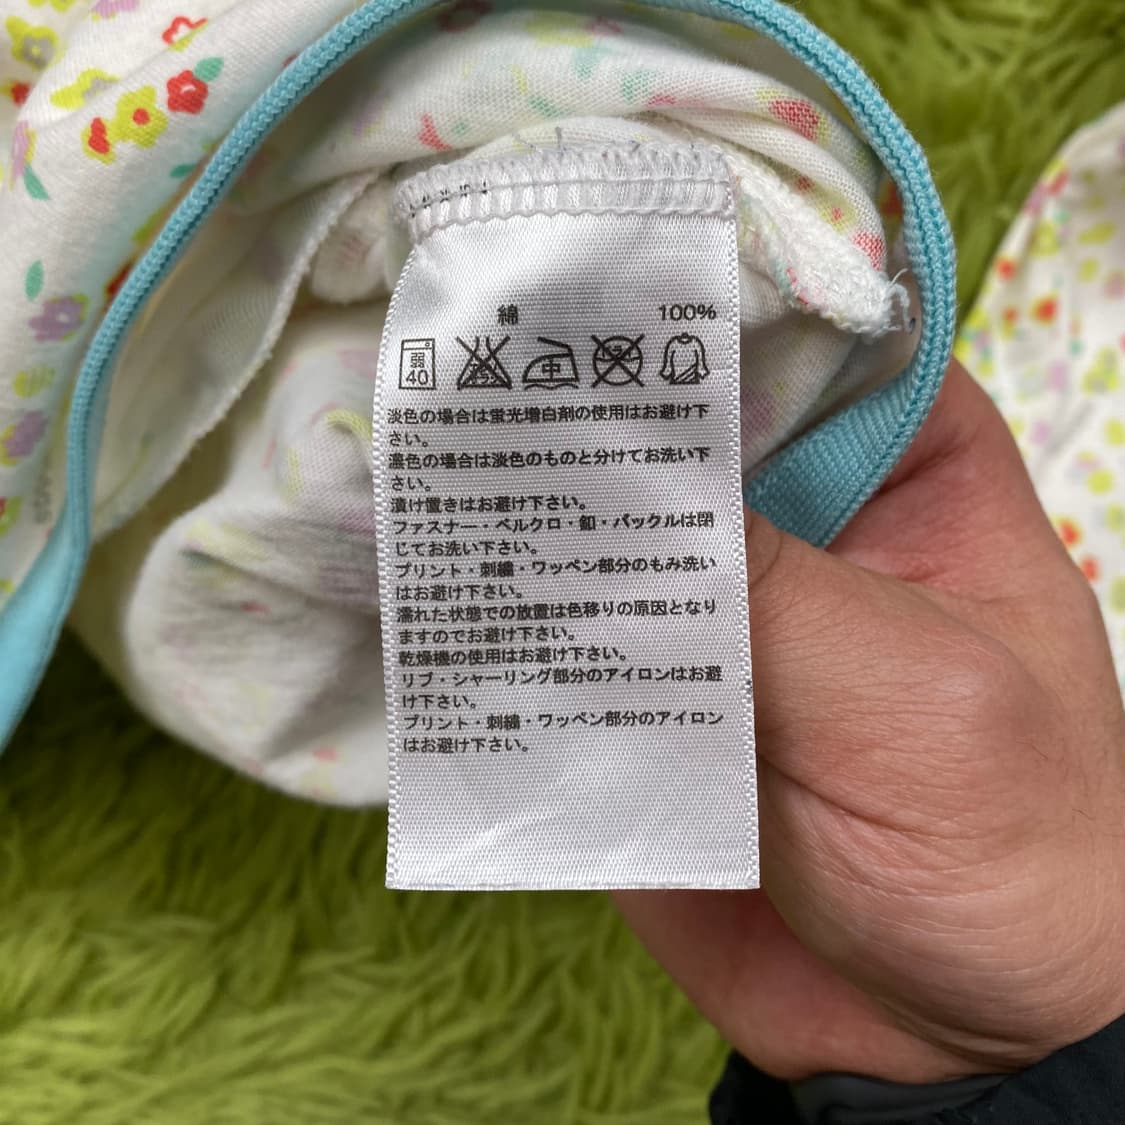 綿 100%
弱 40 エンソサラシ 中 ドライ
淡色の場合は蛍光増白剤の使用はお避け下
さい。
濃色の場合は淡色のものと分けてお洗い下
さい。
漬け置きはお避け下さい。
ファスナー・ベルクロ・釦・バックルは閉
じてお洗い下さい。
プリント・刺繍・ワッペン部分のもみ洗い
はお避け下さい。
濡れた状態での放置は色移りの原因となり
ますのでお避け下さい。
乾燥機の使用はお避け下さい。
リブ・シャーリング部分のアイロンはお避
け下さい。
プリント・刺繍・ワッペン部分のアイロン
はお避け下さい。